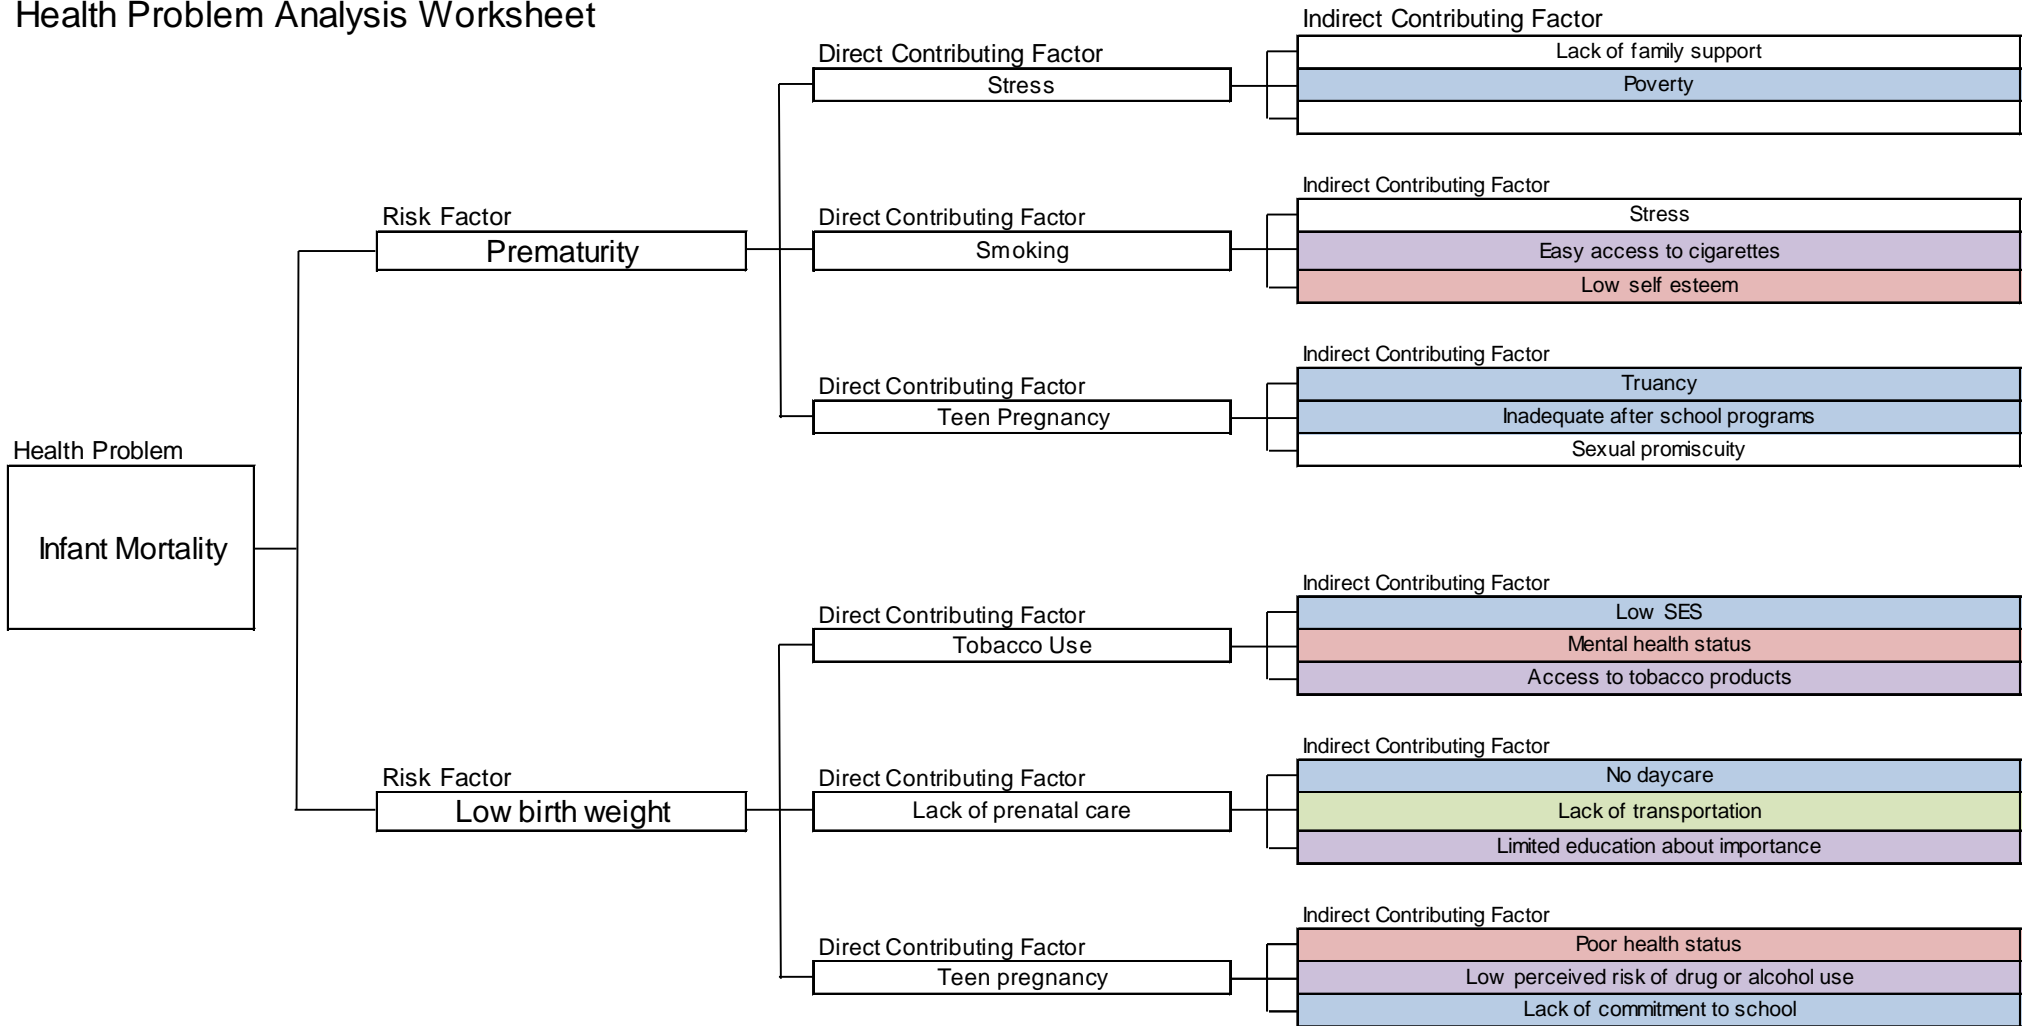 Health Problem Analysis Worksheet
Health Problem
Infant Mortality
Risk Factor
Prematurity
Direct Contributing Factor
Stress
Indirect Contributing Factor
Lack of family support
Poverty
Direct Contributing Factor
Smoking
Indirect Contributing Factor
Stress
Easy access to cigarettes
Low self esteem
Direct Contributing Factor
Teen Pregnancy
Indirect Contributing Factor
Truancy
Inadequate after school programs
Sexual promiscuity
Risk Factor
Low birth weight
Direct Contributing Factor
Tobacco Use
Indirect Contributing Factor
Low SES
Mental health status
Access to tobacco products
Direct Contributing Factor
Lack of prenatal care
Indirect Contributing Factor
No daycare
Lack of transportation
Limited education about importance
Direct Contributing Factor
Teen pregnancy
Indirect Contributing Factor
Poor health status
Low perceived risk of drug or alcohol use
Lack of commitment to school